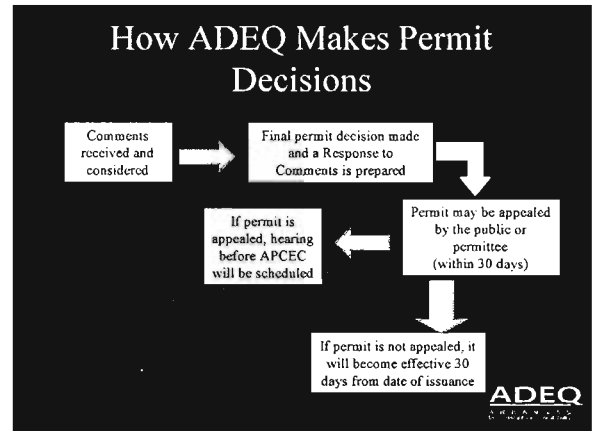 How ADEQ Makes Permit
Decisions
Comments
received and
considered
Final permit decision made
and a Response to
Comments is prepared
Permit may be appealed
by the public or
permittee
(within 30 days)
If permit is
appealed, hearing
before APCEC
will be scheduled
If permit is not appealed, it
will become effective 30
days from date of issuance
ADEQ
ARKANSAS